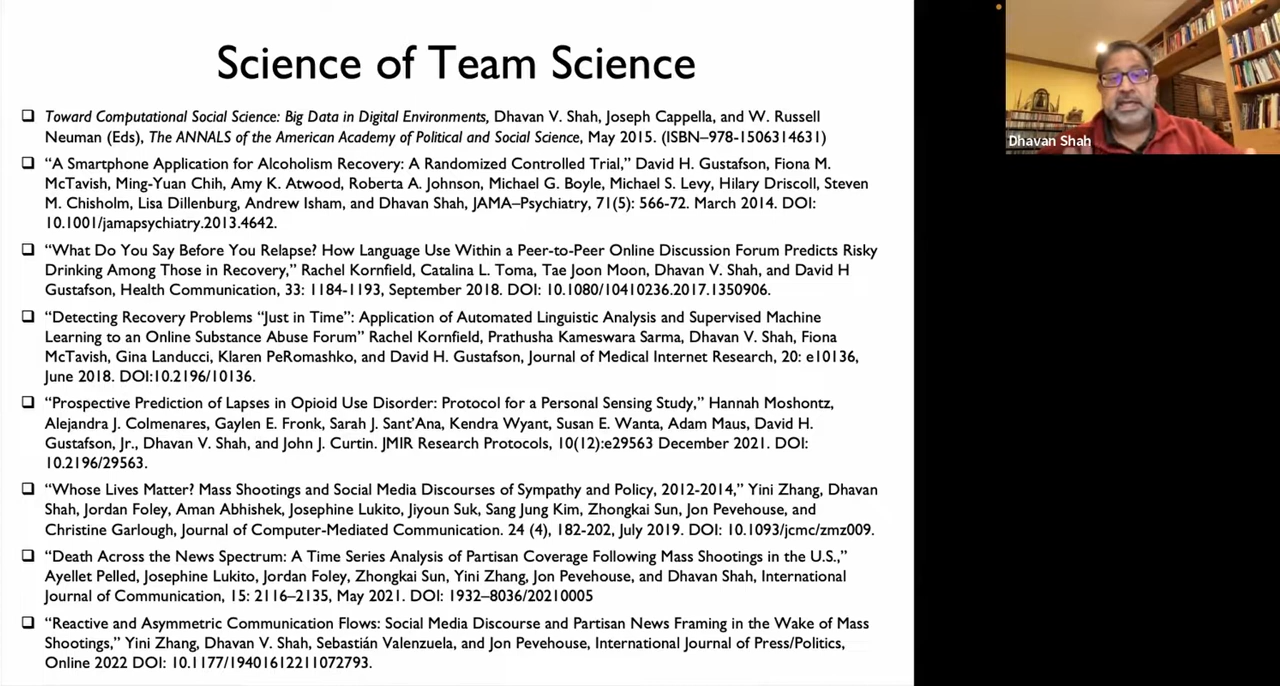 Science of Team Science
❑ Toward Computational Social Science: Big Data in Digital Environments, Dhavan V. Shah, Joseph Cappella, and W. Russell
Neuman (Eds), The ANNALS of the American Academy of Political and Social Science, May 2015. (ISBN–978-1506314631)
❑ “A Smartphone Application for Alcoholism Recovery: A Randomized Controlled Trial,” David H. Gustafson, Fiona M.
McTavish, Ming-Yuan Chih, Amy K. Atwood, Roberta A. Johnson, Michael G. Boyle, Michael S. Levy, Hilary Driscoll, Steven
M. Chisholm, Lisa Dillenburg, Andrew Isham, and Dhavan Shah, JAMA–Psychiatry, 71(5): 566-72. March 2014. DOI:
10.1001/jamapsychiatry.2013.4642.
❑ “What Do You Say Before You Relapse? How Language Use Within a Peer-to-Peer Online Discussion Forum Predicts Risky
Drinking Among Those in Recovery,” Rachel Kornfield, Catalina L. Toma, Tae Joon Moon, Dhavan V. Shah, and David H
Gustafson, Health Communication, 33: 1184-1193, September 2018. DOI: 10.1080/10410236.2017.1350906.
❑ “Detecting Recovery Problems “Just in Time”: Application of Automated Linguistic Analysis and Supervised Machine
Learning to an Online Substance Abuse Forum” Rachel Kornfield, Prathusha Kameswara Sarma, Dhavan V. Shah, Fiona
McTavish, Gina Landucci, Klaren PeRomashko, and David H. Gustafson, Journal of Medical Internet Research, 20: e10136,
June 2018. DOI:10.2196/10136.
❑ “Prospective Prediction of Lapses in Opioid Use Disorder: Protocol for a Personal Sensing Study,” Hannah Moshontz,
Alejandra J. Colmenares, Gaylen E. Fronk, Sarah J. Sant’Ana, Kendra Wyant, Susan E. Wanta, Adam Maus, David H.
Gustafson, Jr., Dhavan V. Shah, and John J. Curtin. JMIR Research Protocols, 10(12):e29563 December 2021. DOI:
10.2196/29563.
❑ “Whose Lives Matter? Mass Shootings and Social Media Discourses of Sympathy and Policy, 2012-2014,” Yini Zhang, Dhavan
Shah, Jordan Foley, Aman Abhishek, Josephine Lukito, Jiyoun Suk, Sang Jung Kim, Zhongkai Sun, Jon Pevehouse, and
Christine Garlough, Journal of Computer-Mediated Communication. 24 (4), 182-202, July 2019. DOI: 10.1093/jcmc/zmz009.
❑ “Death Across the News Spectrum: A Time Series Analysis of Partisan Coverage Following Mass Shootings in the U.S.,”
Ayellet Pelled, Josephine Lukito, Jordan Foley, Zhongkai Sun, Yini Zhang, Jon Pevehouse, and Dhavan Shah, International
Journal of Communication, 15: 2116–2135, May 2021. DOI: 1932–8036/20210005
❑ “Reactive and Asymmetric Communication Flows: Social Media Discourse and Partisan News Framing in the Wake of Mass
Shootings,” Yini Zhang, Dhavan V. Shah, Sebastián Valenzuela, and Jon Pevehouse, International Journal of Press/Politics,
Online 2022 DOI: 10.1177/19401612211072793.
Dhavan Shah